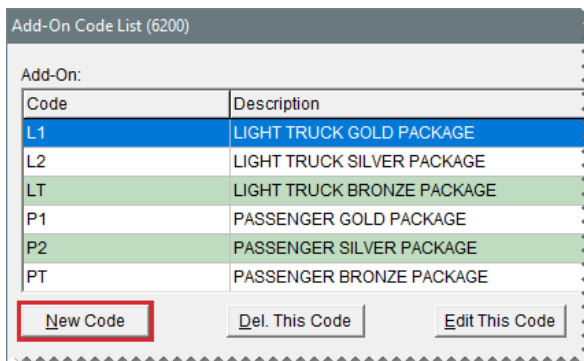 Add-On Code List (6200)
Add-On:
Code Description
L1 LIGHT TRUCK GOLD PACKAGE
L2 LIGHT TRUCK SILVER PACKAGE
LT LIGHT TRUCK BRONZE PACKAGE
P1 PASSENGER GOLD PACKAGE
P2 PASSENGER SILVER PACKAGE
PT PASSENGER BRONZE PACKAGE
New Code Del. This Code Edit This Code